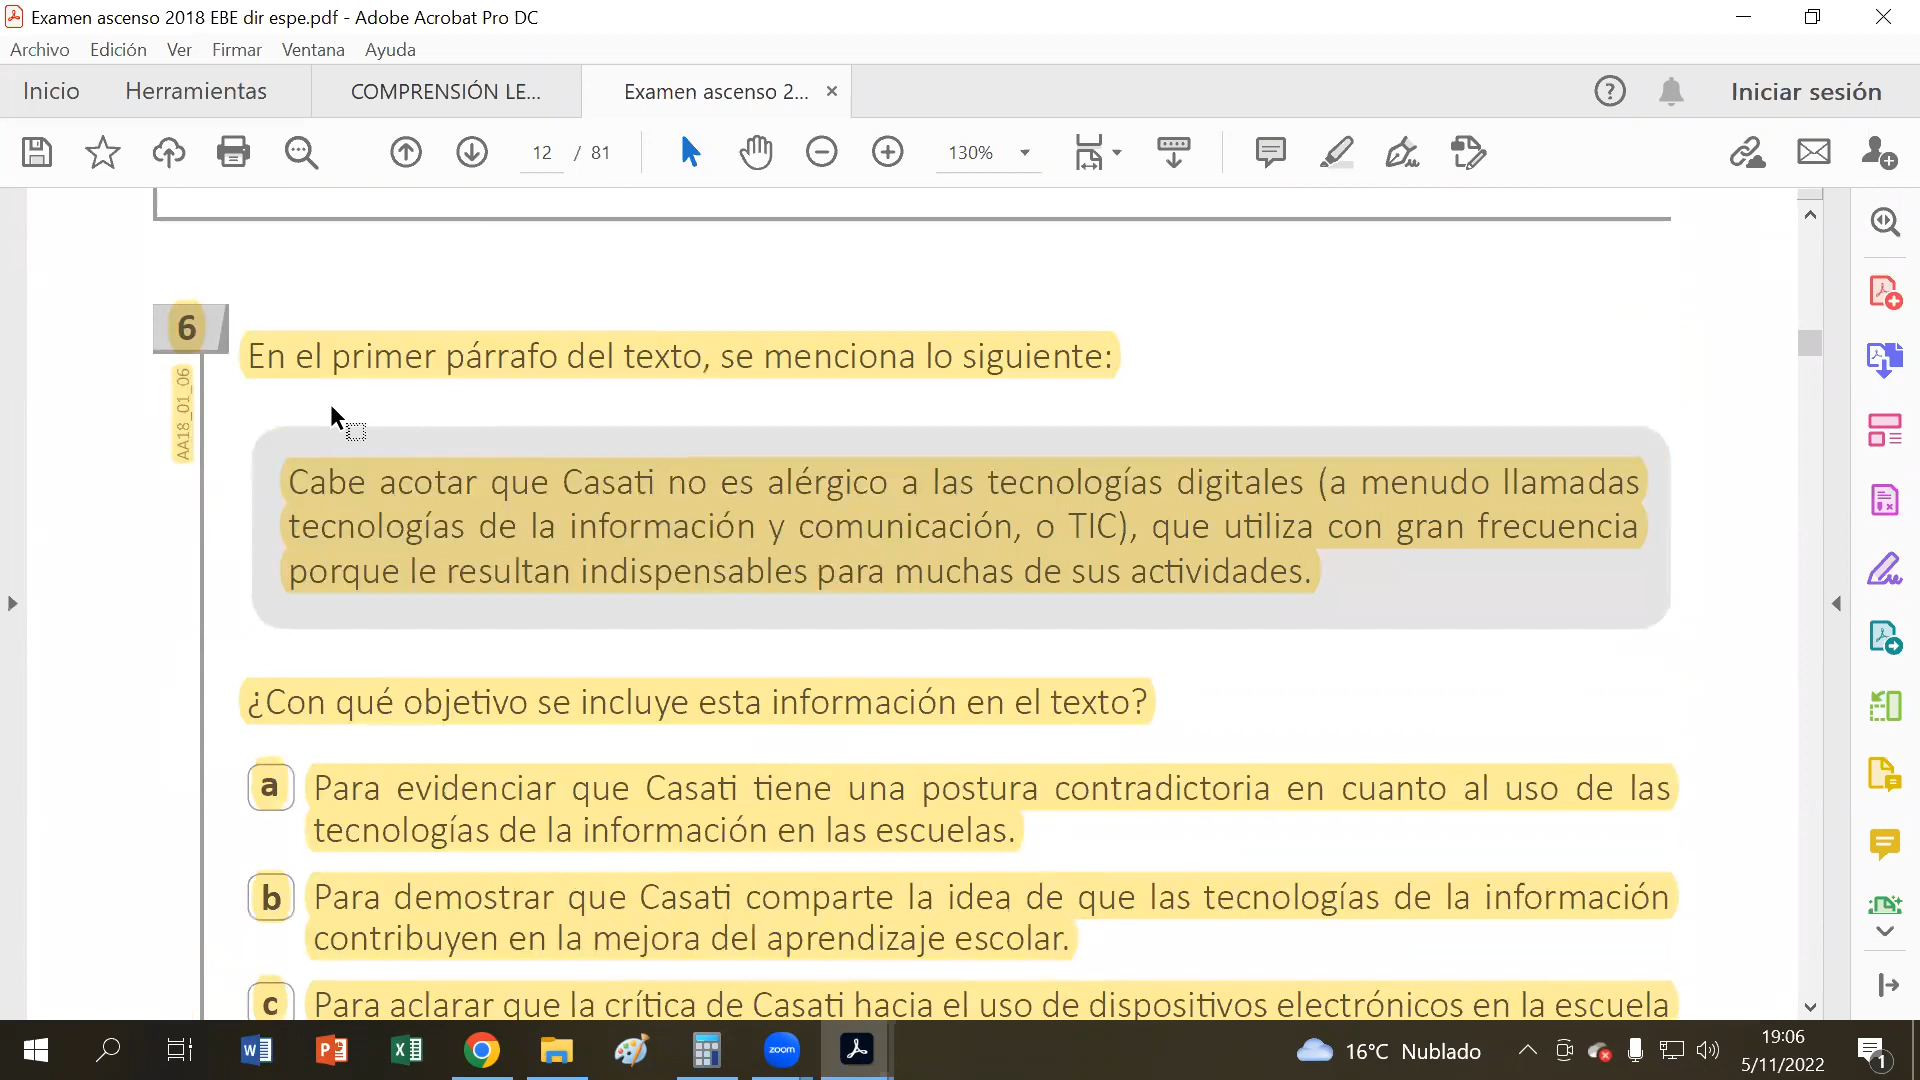 Examen ascenso 2018 EBE dir espe.pdf - Adobe Acrobat Pro DC
Archivo Edición Ver Firmar Ventana Ayuda
Inicio Herramientas COMPRENSIÓN LE... Examen ascenso 2... × Iniciar sesión
12 / 81 130%
6
AA18_01_06
En el primer párrafo del texto, se menciona lo siguiente:
Cabe acotar que Casati no es alérgico a las tecnologías digitales (a menudo llamadas
tecnologías de la información y comunicación, o TIC), que utiliza con gran frecuencia
porque le resultan indispensables para muchas de sus actividades.
¿Con qué objetivo se incluye esta información en el texto?
a Para evidenciar que Casati tiene una postura contradictoria en cuanto al uso de las
tecnologías de la información en las escuelas.
b Para demostrar que Casati comparte la idea de que las tecnologías de la información
contribuyen en la mejora del aprendizaje escolar.
c Para aclarar que la crítica de Casati hacia el uso de dispositivos electrónicos en la escuela
zoom
16°C Nublado
19:06
5/11/2022
1